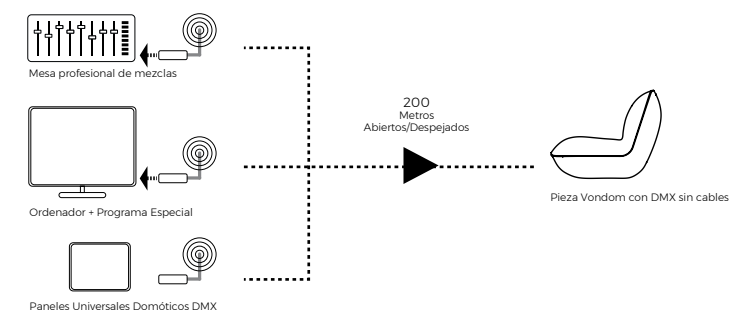 Mesa profesional de mezclas
200
Metros
Abiertos/Despejados
Ordenador + Programa Especial
Pieza Vondom con DMX sin cables
Paneles Universales Domóticos DMX